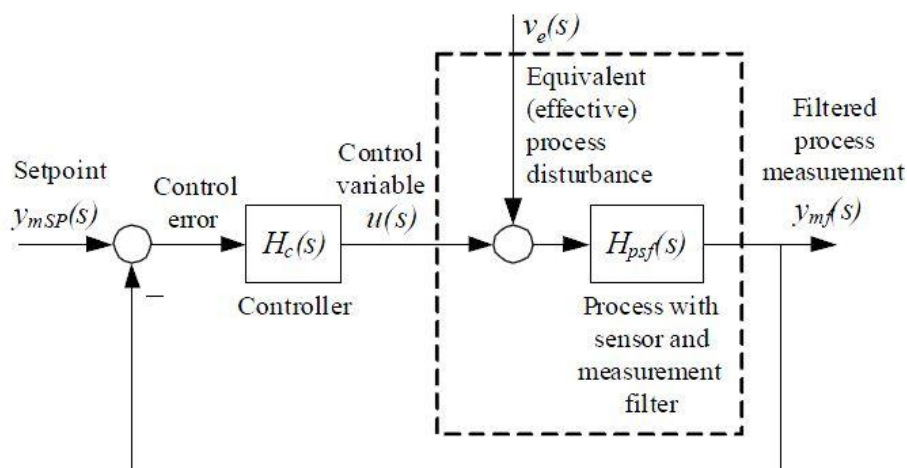 v_e(s)
Equivalent
(effective)
process
disturbance
Filtered
process
measurement
y_mf(s)
Setpoint
y_mSP(s)
Control
error
Control
variable
u(s)
H_c(s)
Controller
H_psf(s)
Process with
sensor and
measurement
filter
−